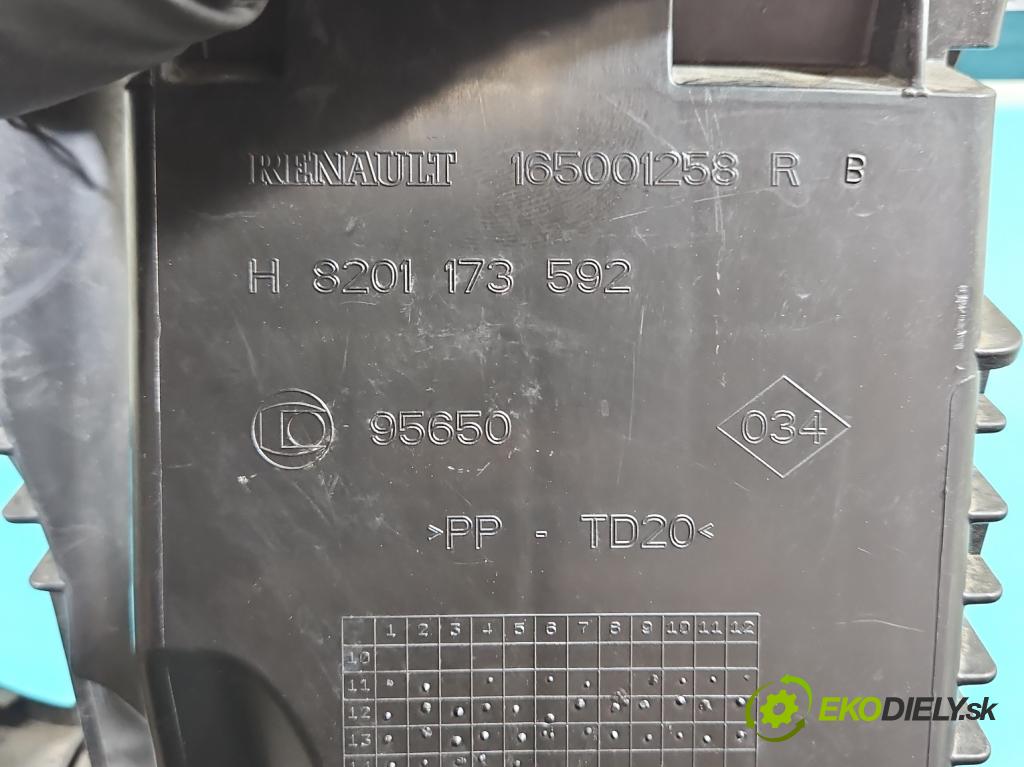 RENAULT 165001258 R B
H 8201 173 592
95650 034
>PP - TD20<
1 2 3 4 5 6 7 8 9 10 11 12
10
11
12
13
EKODIELY.sk